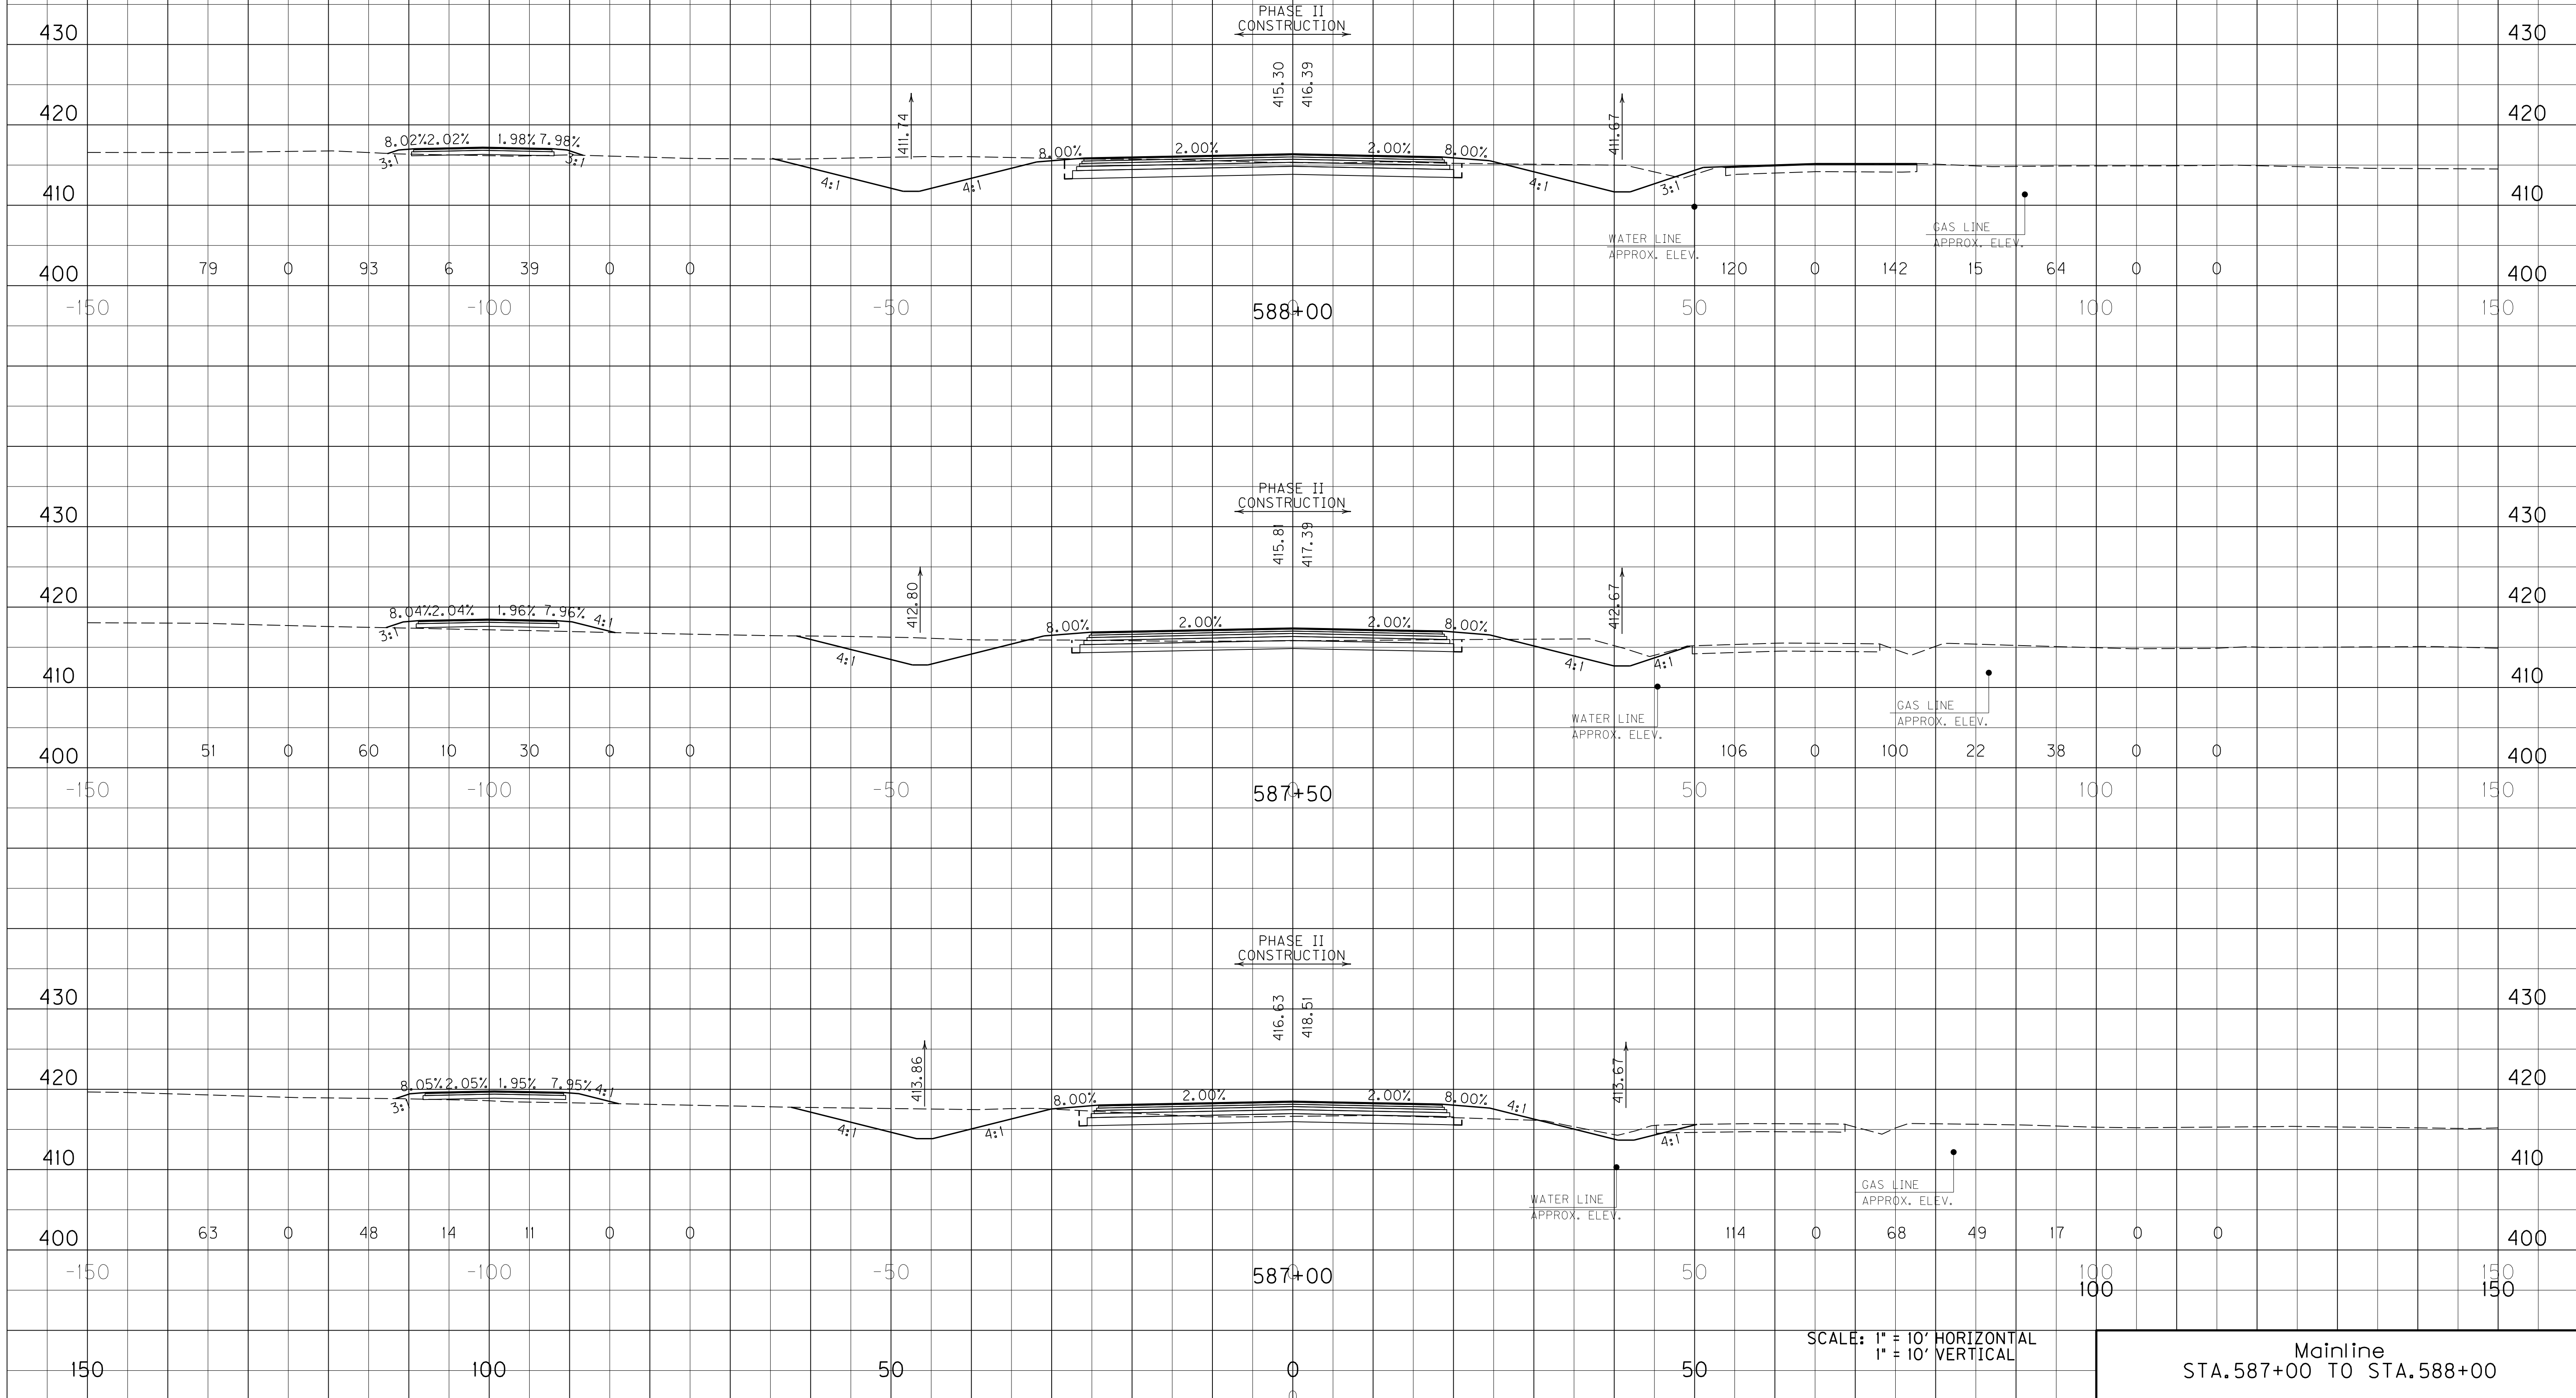 PHASE II
CONSTRUCTION
430 430
415.30 416.39
420 411.74 411.67 420
8.02% 2.02% 1.98% 7.98% 8.00% 2.00% 2.00% 8.00%
3:1 3:1 4:1 4:1 4:1 3:1
410 410
WATER LINE
APPROX. ELEV.
GAS LINE
APPROX. ELEV.
79 0 93 6 39 0 0 120 0 142 15 64 0 0
400 400
-150 -100 -50 0 50 100 150
588+00
PHASE II
CONSTRUCTION
430 430
415.81 417.39
420 412.80 412.67 420
8.04% 2.04% 1.96% 7.96% 4:1 8.00% 2.00% 2.00% 8.00%
3:1 4:1 4:1 4:1
410 410
WATER LINE
APPROX. ELEV.
GAS LINE
APPROX. ELEV.
51 0 60 10 30 0 0 106 0 100 22 38 0 0
400 400
-150 -100 -50 0 50 100 150
587+50
PHASE II
CONSTRUCTION
430 430
416.63 418.51
420 413.86 413.67 420
8.05% 2.05% 1.95% 7.95% 4:1 8.00% 2.00% 2.00% 8.00% 4:1
3:1 4:1 4:1 4:1
410 410
WATER LINE
APPROX. ELEV.
GAS LINE
APPROX. ELEV.
63 0 48 14 11 0 0 114 0 68 49 17 0 0
400 400
-150 -100 -50 0 50 100 150
587+00
100 150
SCALE: 1" = 10' HORIZONTAL
1" = 10' VERTICAL
150 100 50 0 50
0
Mainline
STA.587+00 TO STA.588+00